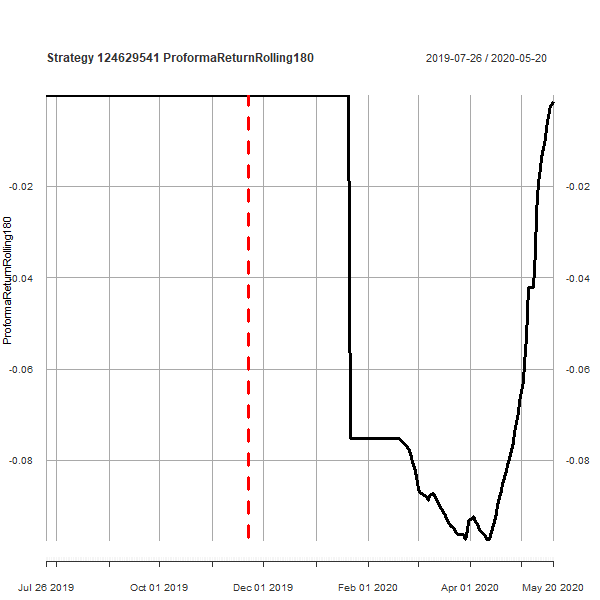 Strategy 124629541 ProformaReturnRolling180
2019-07-26 / 2020-05-20
ProformaReturnRolling180
-0.02
-0.04
-0.06
-0.08
-0.02
-0.04
-0.06
-0.08
Jul 26 2019
Oct 01 2019
Dec 01 2019
Feb 01 2020
Apr 01 2020
May 20 2020